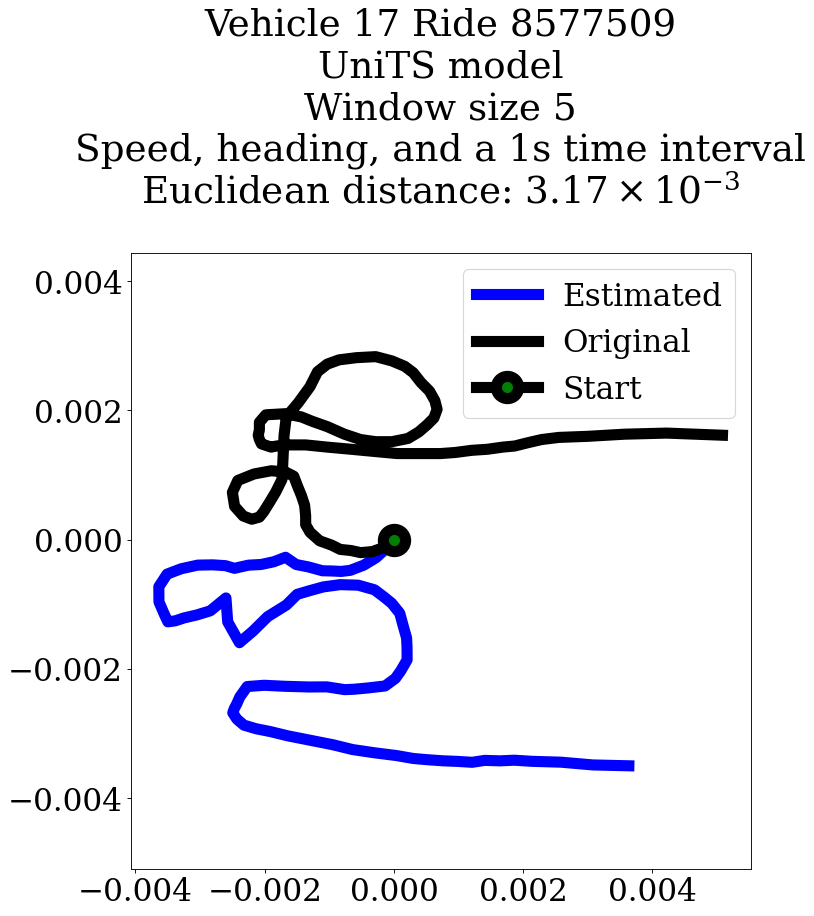 Vehicle 17 Ride 8577509
UniTS model
Window size 5
Speed, heading, and a 1s time interval
Euclidean distance: 3.17 × 10⁻³
Estimated
Original
Start
0.004
0.002
0.000
−0.002
−0.004
−0.004 −0.002 0.000 0.002 0.004